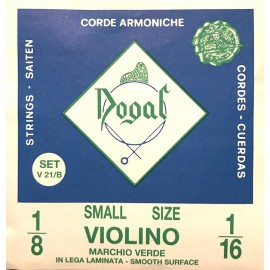 CORDE ARMONICHE
STRINGS - SAITEN
Dogal
CORDES - CUERDAS
SET
V 21/B
1/8
SMALL SIZE
VIOLINO
MARCHIO VERDE
IN LEGA LAMINATA - SMOOTH SURFACE
1/16